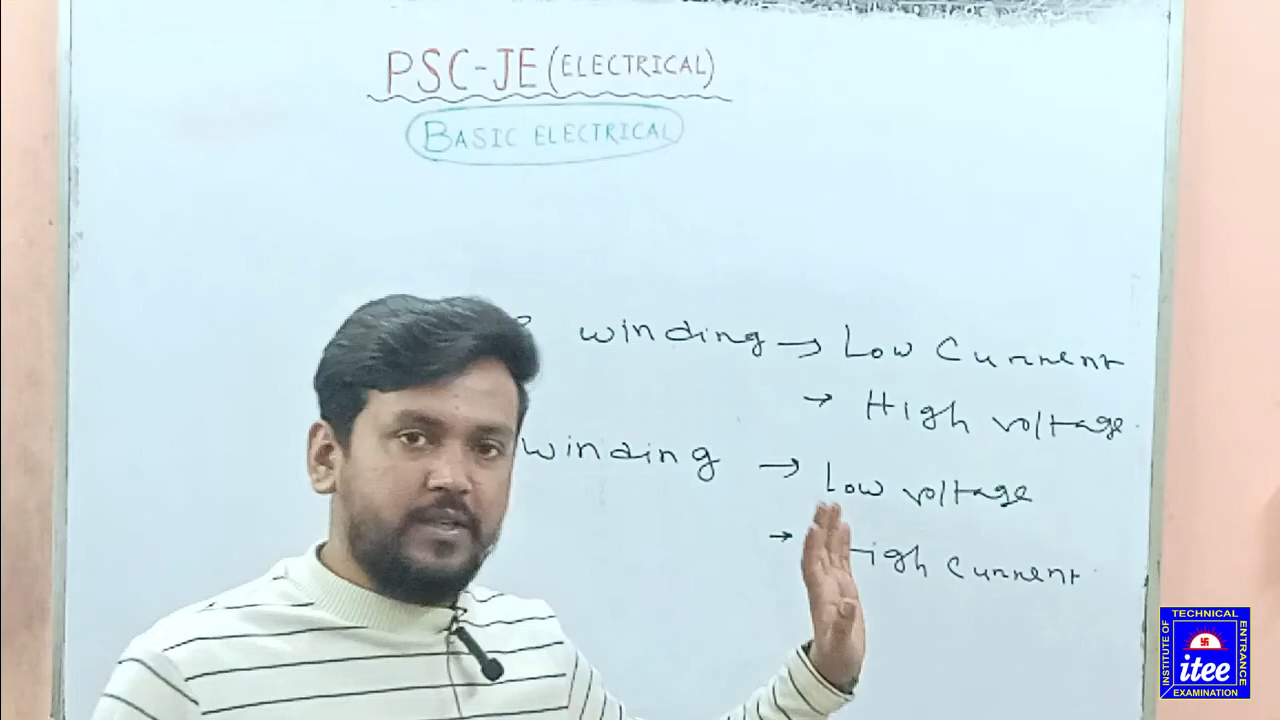 PSC-JE (ELECTRICAL)
BASIC ELECTRICAL
winding → Low Current
→ High voltage
winding → Low voltage
→ High current
INSTITUTE OF
TECHNICAL
ENTRANCE
EXAMINATION
itee